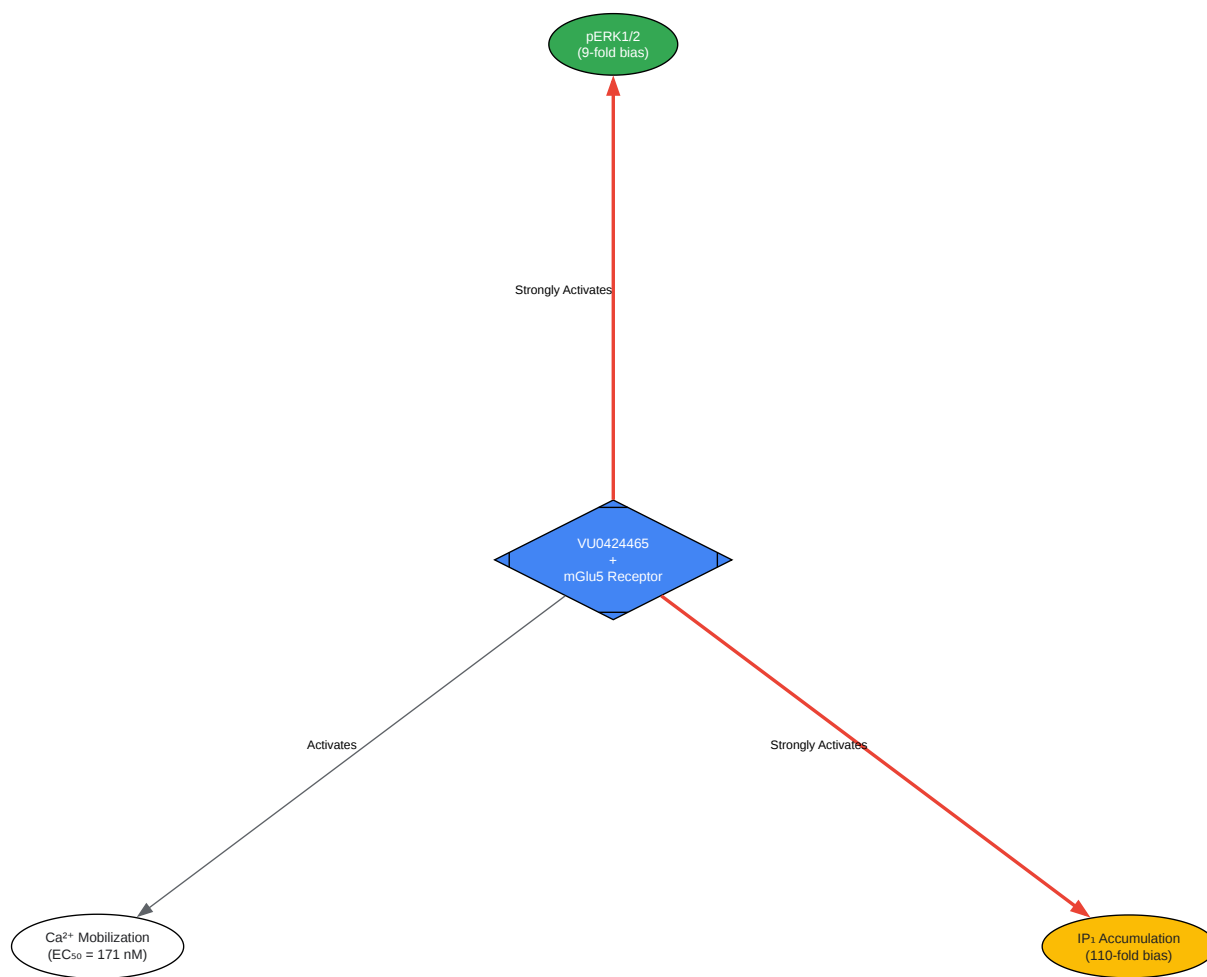 pERK1/2
(9-fold bias)
Strongly Activates
VU0424465
+
mGlu5 Receptor
Activates
Strongly Activates
Ca²⁺ Mobilization
(EC₅₀ = 171 nM)
IP₁ Accumulation
(110-fold bias)